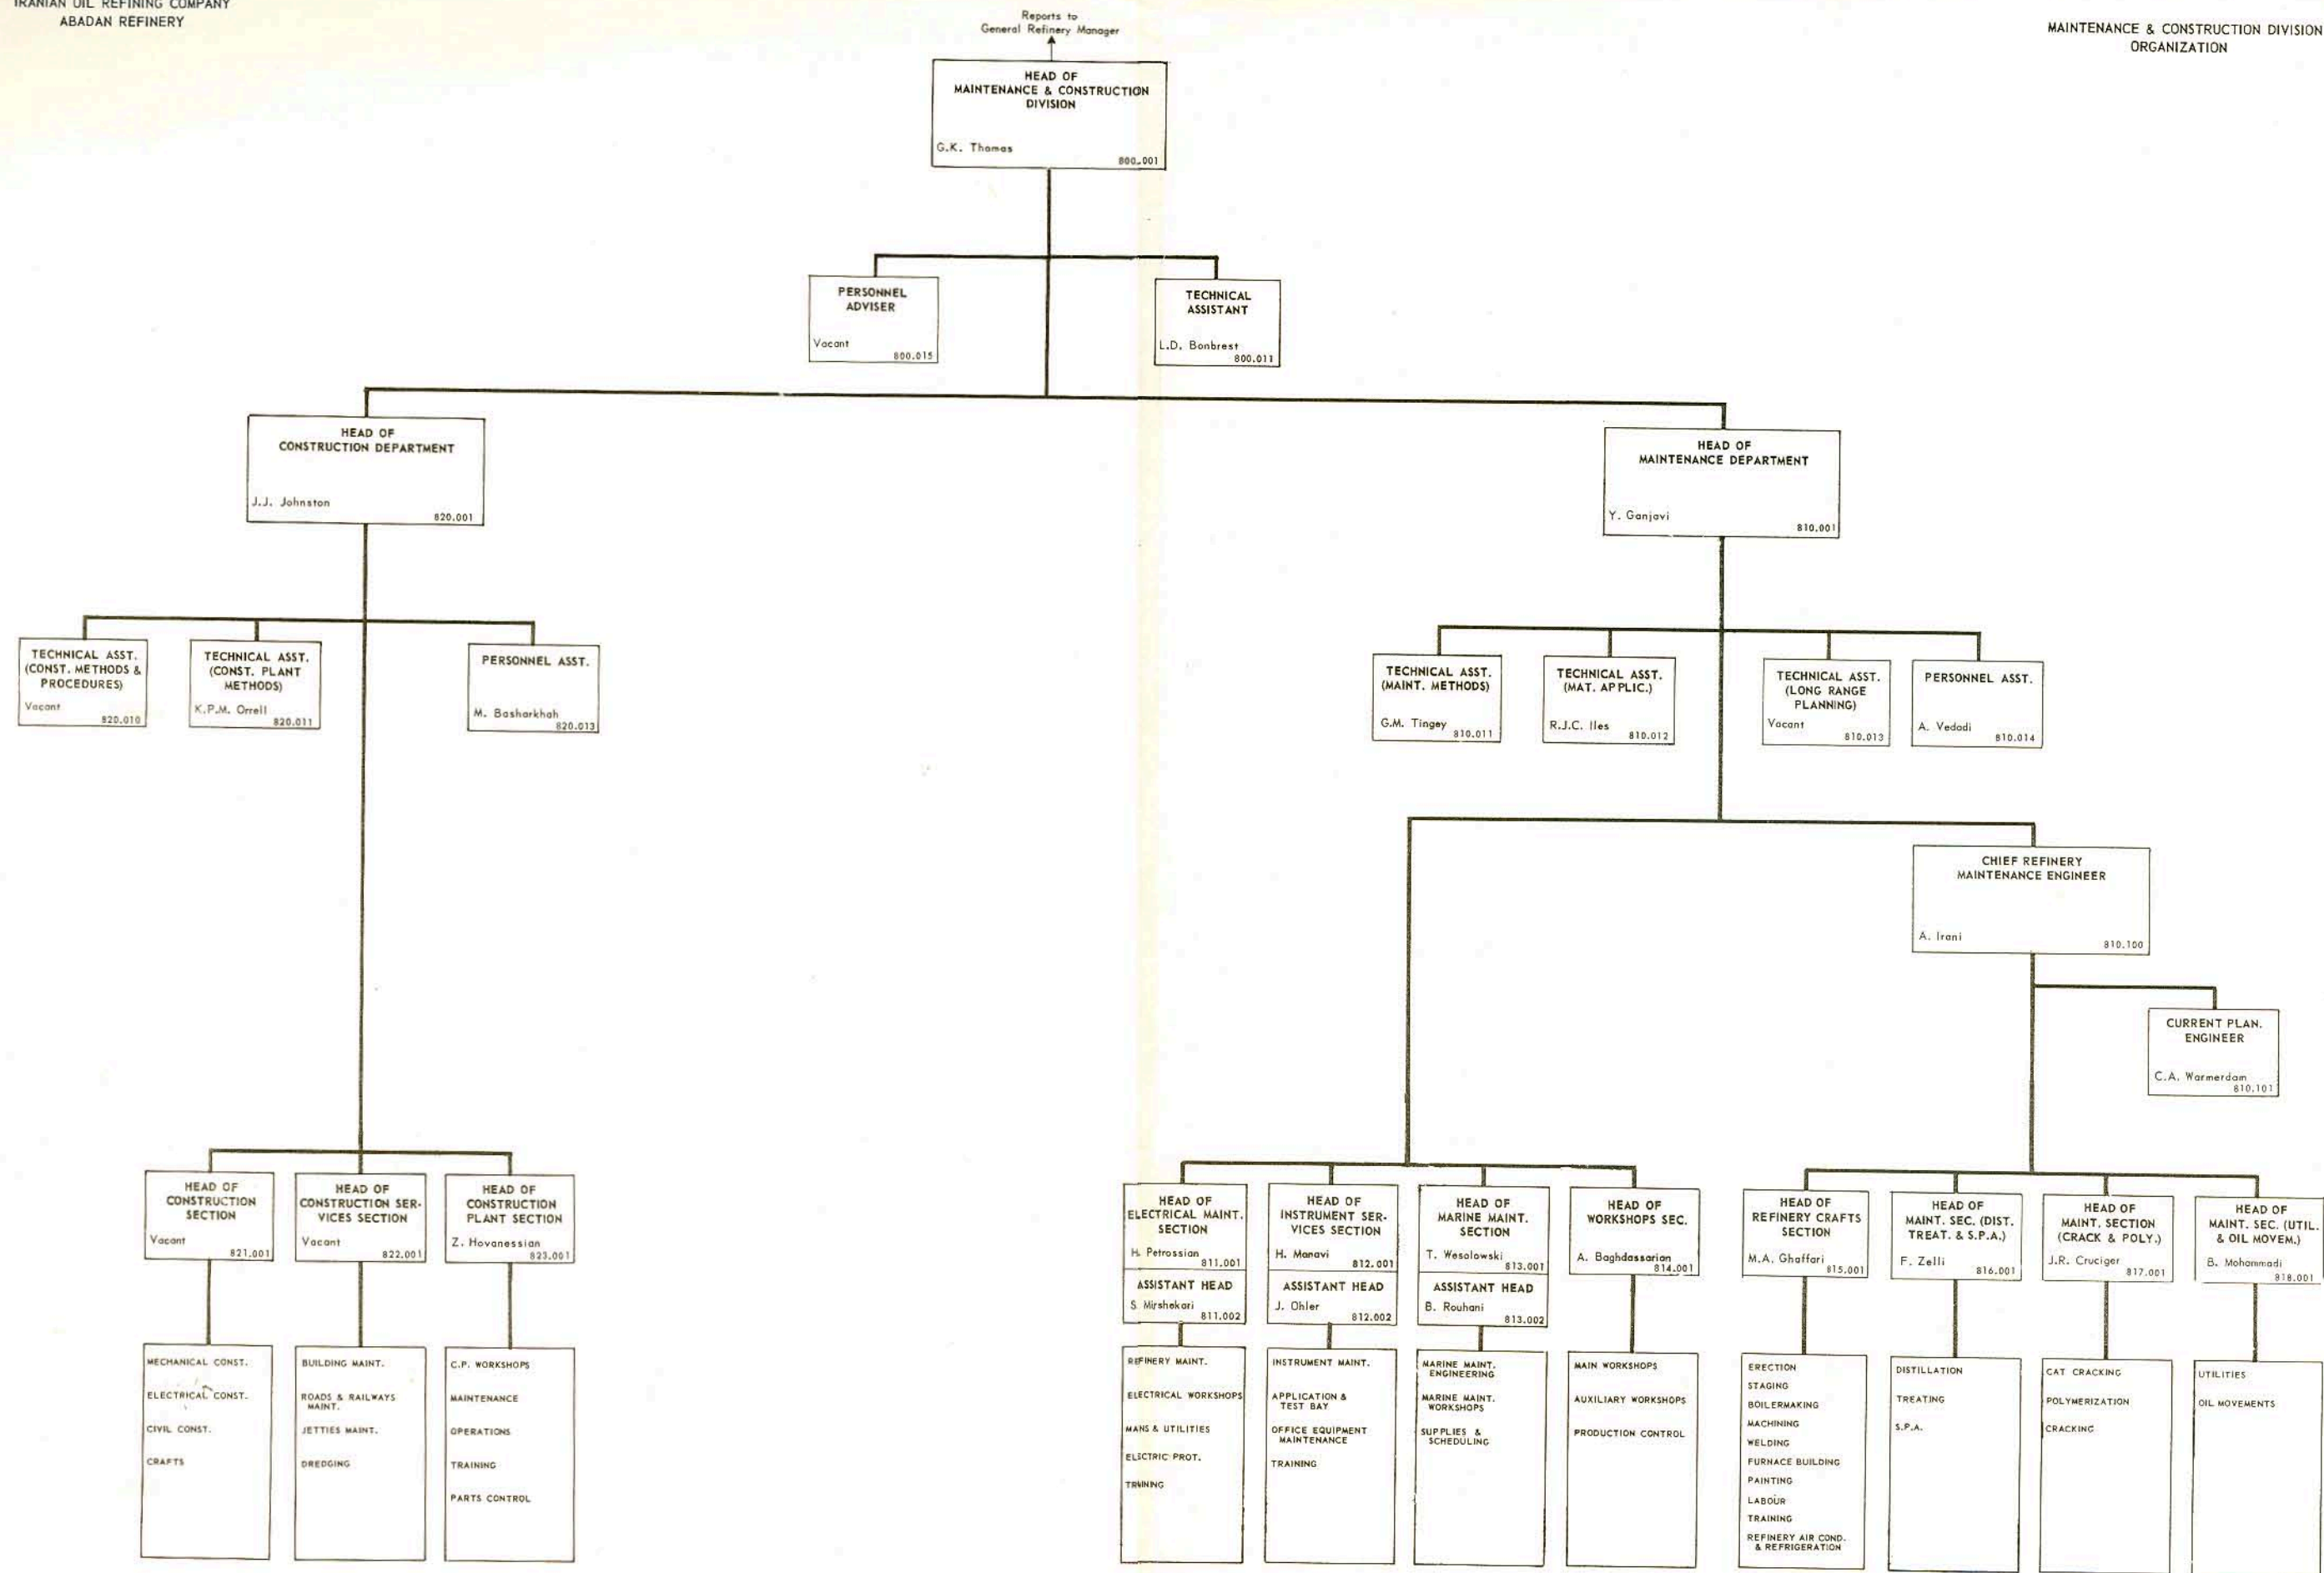 IRANIAN OIL REFINING COMPANY
ABADAN REFINERY
MAINTENANCE & CONSTRUCTION DIVISION
ORGANIZATION
Reports to
General Refinery Manager
HEAD OF
MAINTENANCE & CONSTRUCTION
DIVISION
G.K. Thomas
800.001
PERSONNEL
ADVISER
Vacant
800.015
TECHNICAL
ASSISTANT
L.D. Bonbrest
800.011
HEAD OF
CONSTRUCTION DEPARTMENT
J.J. Johnston
820.001
HEAD OF
MAINTENANCE DEPARTMENT
Y. Ganjavi
810.001
TECHNICAL ASST.
(CONST. METHODS &
PROCEDURES)
Vacant
820.010
TECHNICAL ASST.
(CONST. PLANT
METHODS)
K.P.M. Orrell
820.011
PERSONNEL ASST.
M. Basharkhah
820.013
TECHNICAL ASST.
(MAINT. METHODS)
G.M. Tingey
810.011
TECHNICAL ASST.
(MAT. APPLIC.)
R.J.C. Iles
810.012
TECHNICAL ASST.
(LONG RANGE
PLANNING)
Vacant
810.013
PERSONNEL ASST.
A. Vedadi
810.014
CHIEF REFINERY
MAINTENANCE ENGINEER
A. Irani
810.100
CURRENT PLAN.
ENGINEER
C.A. Warmerdam
810.101
HEAD OF
CONSTRUCTION
SECTION
Vacant
821.001
HEAD OF
CONSTRUCTION SER-
VICES SECTION
Vacant
822.001
HEAD OF
CONSTRUCTION
PLANT SECTION
Z. Hovanessian
823.001
HEAD OF
ELECTRICAL MAINT.
SECTION
H. Petrossian
811.001
ASSISTANT HEAD
S. Mirshekari
811.002
HEAD OF
INSTRUMENT SER-
VICES SECTION
H. Manavi
812.001
ASSISTANT HEAD
J. Ohler
812.002
HEAD OF
MARINE MAINT.
SECTION
T. Wesolowski
813.001
ASSISTANT HEAD
B. Rouhani
813.002
HEAD OF
WORKSHOPS SEC.
A. Baghdassarian
814.001
HEAD OF
REFINERY CRAFTS
SECTION
M.A. Ghaffari
815.001
HEAD OF
MAINT. SEC. (DIST.
TREAT. & S.P.A.)
F. Zelli
816.001
HEAD OF
MAINT. SECTION
(CRACK & POLY.)
J.R. Cruciger
817.001
HEAD OF
MAINT. SEC. (UTIL.
& OIL MOVEM.)
B. Mohammadi
818.001
MECHANICAL CONST.
ELECTRICAL CONST.
CIVIL CONST.
CRAFTS
BUILDING MAINT.
ROADS & RAILWAYS
MAINT.
JETTIES MAINT.
DREDGING
C.P. WORKSHOPS
MAINTENANCE
OPERATIONS
TRAINING
PARTS CONTROL
REFINERY MAINT.
ELECTRICAL WORKSHOPS
MANS & UTILITIES
ELECTRIC PROT.
TRAINING
INSTRUMENT MAINT.
APPLICATION &
TEST BAY
OFFICE EQUIPMENT
MAINTENANCE
TRAINING
MARINE MAINT.
ENGINEERING
MARINE MAINT.
WORKSHOPS
SUPPLIES &
SCHEDULING
MAIN WORKSHOPS
AUXILIARY WORKSHOPS
PRODUCTION CONTROL
ERECTION
STAGING
BOILERMAKING
MACHINING
WELDING
FURNACE BUILDING
PAINTING
LABOUR
TRAINING
REFINERY AIR COND.
& REFRIGERATION
DISTILLATION
TREATING
S.P.A.
CAT CRACKING
POLYMERIZATION
CRACKING
UTILITIES
OIL MOVEMENTS